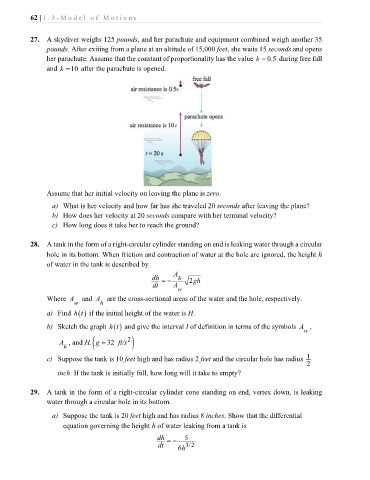 62 | 1 . 3 - M o d e l o f M o t i o n s
27. A skydiver weighs 125 pounds, and her parachute and equipment combined weigh another 35
pounds. After exiting from a plane at an altitude of 15,000 feet, she waits 15 seconds and opens
her parachute. Assume that the constant of proportionality has the value k = 0.5 during free fall
and k = 10 after the parachute is opened.
free fall
air resistance is 0.5v
parachute opens
air resistance is 10v
t = 20 s
Assume that her initial velocity on leaving the plane is zero.
a) What is her velocity and how far has she traveled 20 seconds after leaving the plane?
b) How does her velocity at 20 seconds compare with her terminal velocity?
c) How long does it take her to reach the ground?
28. A tank in the form of a right-circular cylinder standing on end is leaking water through a circular
hole in its bottom. When friction and contraction of water at the hole are ignored, the height h
of water in the tank is described by
dh/dt = − A_h/A_w √2gh
Where A_w and A_h are the cross-sectional areas of the water and the hole, respectively.
a) Find h(t) if the initial height of the water is H.
b) Sketch the graph h(t) and give the interval I of definition in terms of the symbols A_w,
A_h, and H. (g = 32 ft/s²)
c) Suppose the tank is 10 feet high and has radius 2 feet and the circular hole has radius 1/2
inch. If the tank is initially full, how long will it take to empty?
29. A tank in the form of a right-circular cylinder cone standing on end, vertex down, is leaking
water through a circular hole in its bottom.
a) Suppose the tank is 20 feet high and has radius 8 inches. Show that the differential
equation governing the height h of water leaking from a tank is
dh/dt = − 5/6h^3/2